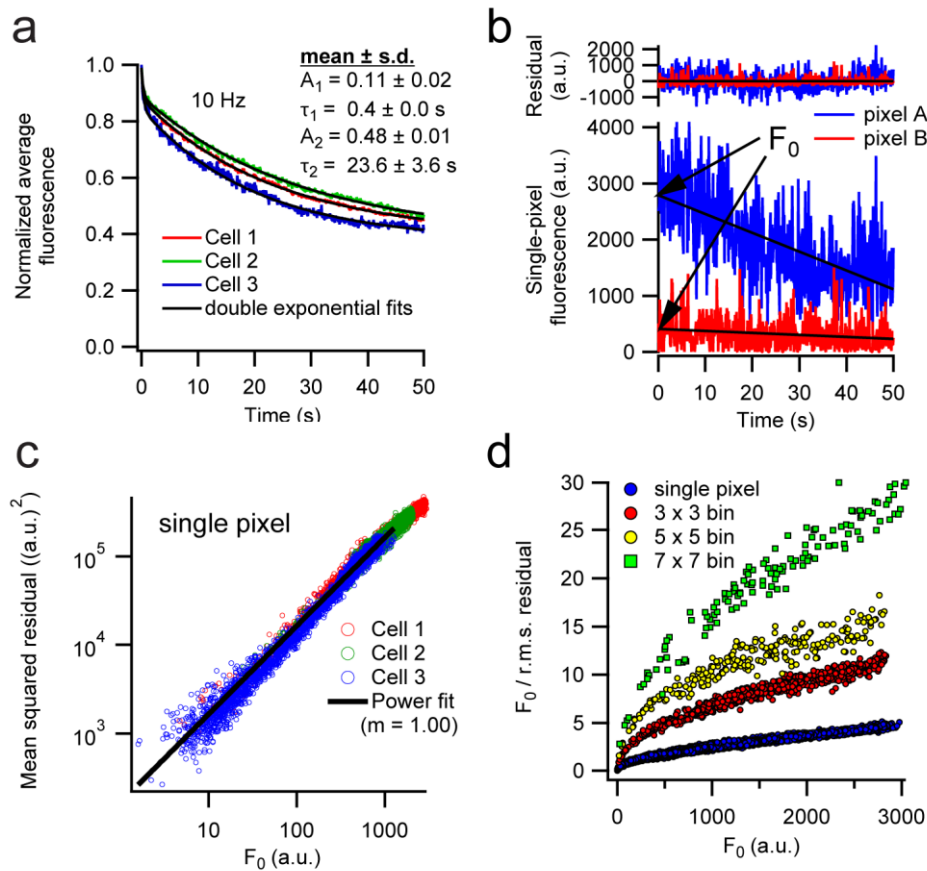 a
1.0
0.8
0.6
0.4
0.2
0.0
Normalized average
fluorescence
10 Hz
mean ± s.d.
A1 = 0.11 ± 0.02
τ1 = 0.4 ± 0.0 s
A2 = 0.48 ± 0.01
τ2 = 23.6 ± 3.6 s
Cell 1
Cell 2
Cell 3
double exponential fits
0 10 20 30 40 50
Time (s)
b
Residual
(a.u.)
2000
1000
0
-1000
pixel A
pixel B
F0
4000
3000
2000
1000
0
Single-pixel
fluorescence (a.u.)
0 10 20 30 40 50
Time (s)
c
Mean squared residual ((a.u.)²
single pixel
10⁵
10⁴
10³
Cell 1
Cell 2
Cell 3
Power fit
(m = 1.00)
10 100 1000
F0 (a.u.)
d
30
25
20
15
10
5
0
F0 / r.m.s. residual
single pixel
3 x 3 bin
5 x 5 bin
7 x 7 bin
0 1000 2000 3000
F0 (a.u.)